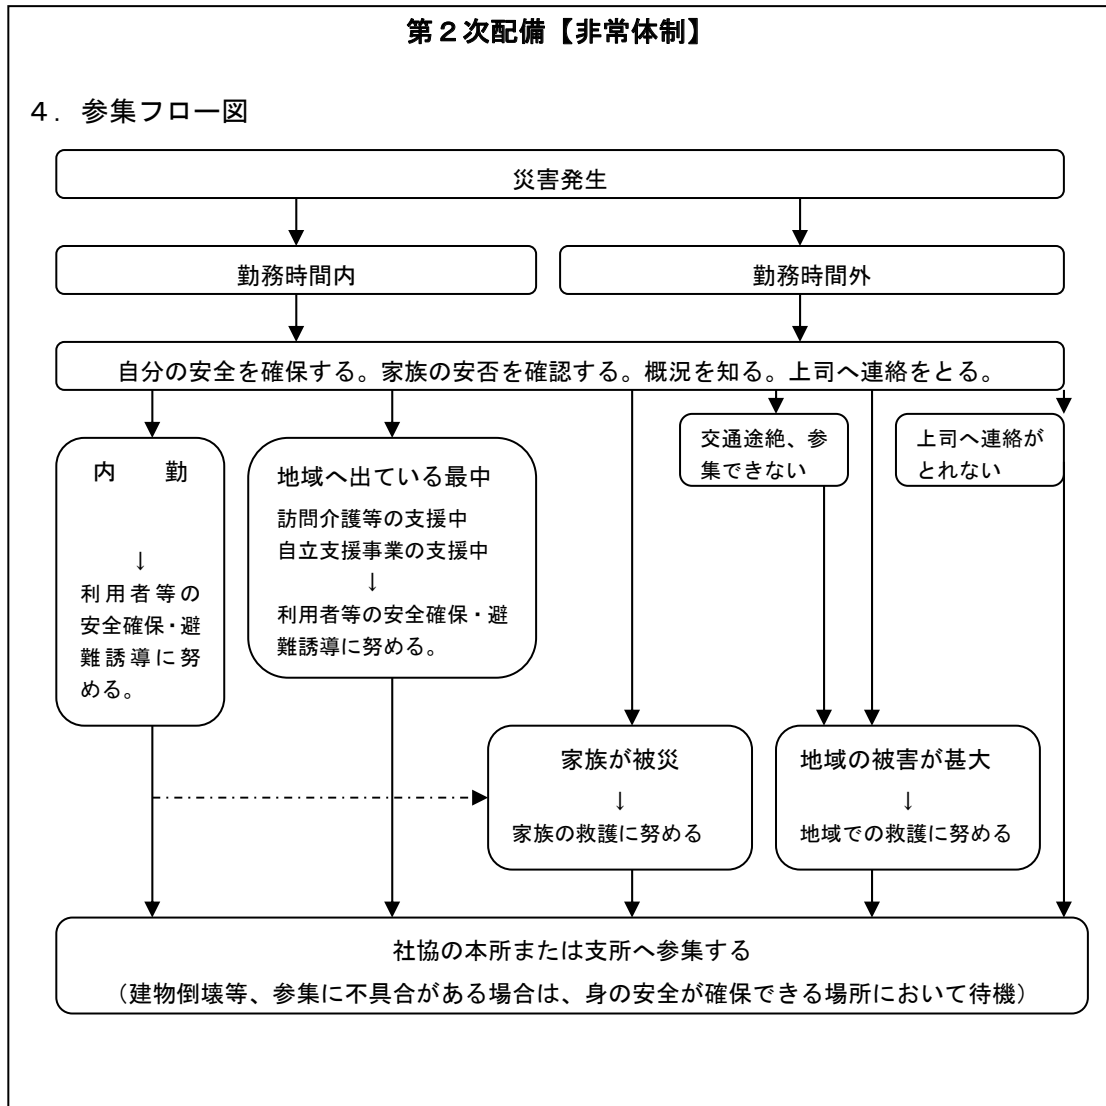 第２次配備【非常体制】
４．参集フロー図
災害発生
勤務時間内
勤務時間外
自分の安全を確保する。家族の安否を確認する。概況を知る。上司へ連絡をとる。
内　　勤
↓
利用者等の
安全確保・避
難誘導に努
める。
地域へ出ている最中
訪問介護等の支援中
自立支援事業の支援中
↓
利用者等の安全確保・避
難誘導に努める。
交通途絶、参
集できない
上司へ連絡が
とれない
家族が被災
↓
家族の救護に努める
地域の被害が甚大
↓
地域での救護に努める
社協の本所または支所へ参集する
（建物倒壊等、参集に不具合がある場合は、身の安全が確保できる場所において待機）